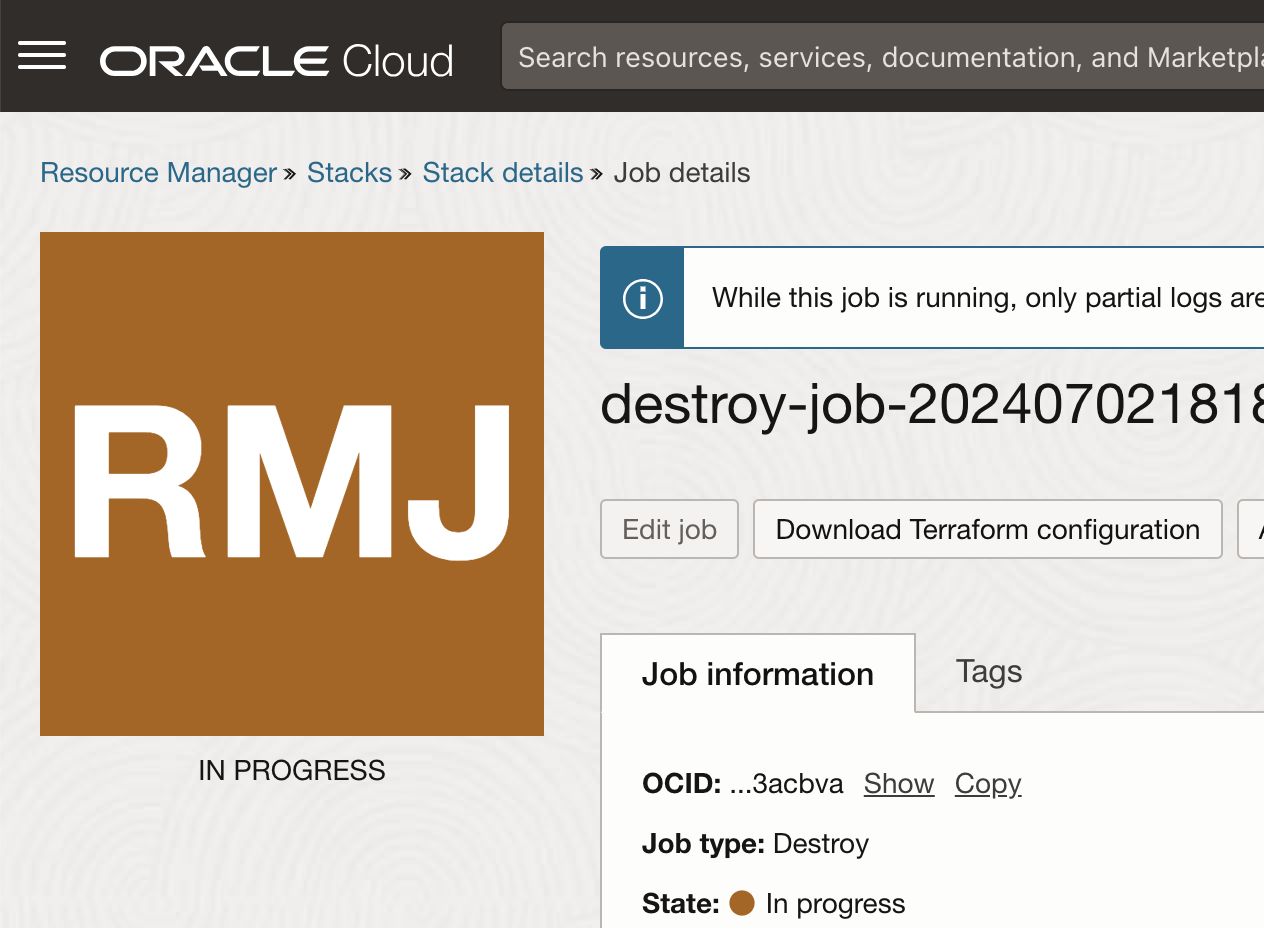 ORACLE Cloud
Search resources, services, documentation, and Marketpla
Resource Manager » Stacks » Stack details » Job details
While this job is running, only partial logs are
RMJ
IN PROGRESS
destroy-job-202407021818
Edit job
Download Terraform configuration
Job information
Tags
OCID: ...3acbva Show Copy
Job type: Destroy
State: In progress